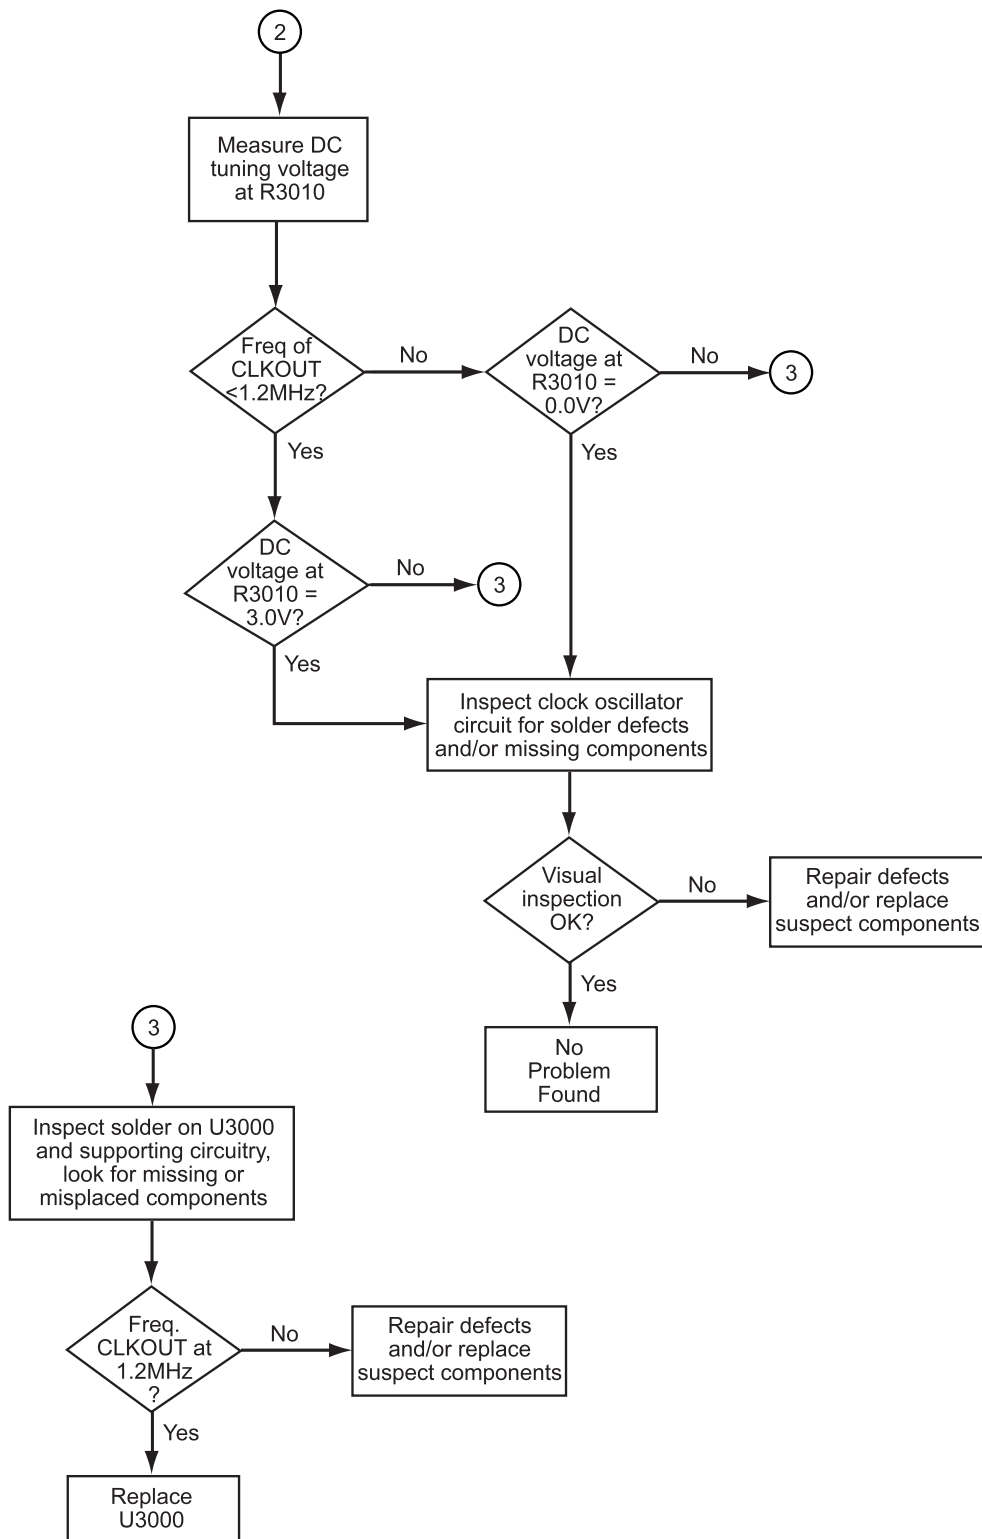 2
Measure DC
tuning voltage
at R3010
Freq of
CLKOUT
<1.2MHz?
No
DC
voltage at
R3010 =
0.0V?
No
3
Yes
Yes
DC
voltage at
R3010 =
3.0V?
No
3
Yes
Inspect clock oscillator
circuit for solder defects
and/or missing components
Visual
inspection
OK?
No
Repair defects
and/or replace
suspect components
Yes
No
Problem
Found
3
Inspect solder on U3000
and supporting circuitry,
look for missing or
misplaced components
Freq.
CLKOUT at
1.2MHz
?
No
Repair defects
and/or replace
suspect components
Yes
Replace
U3000